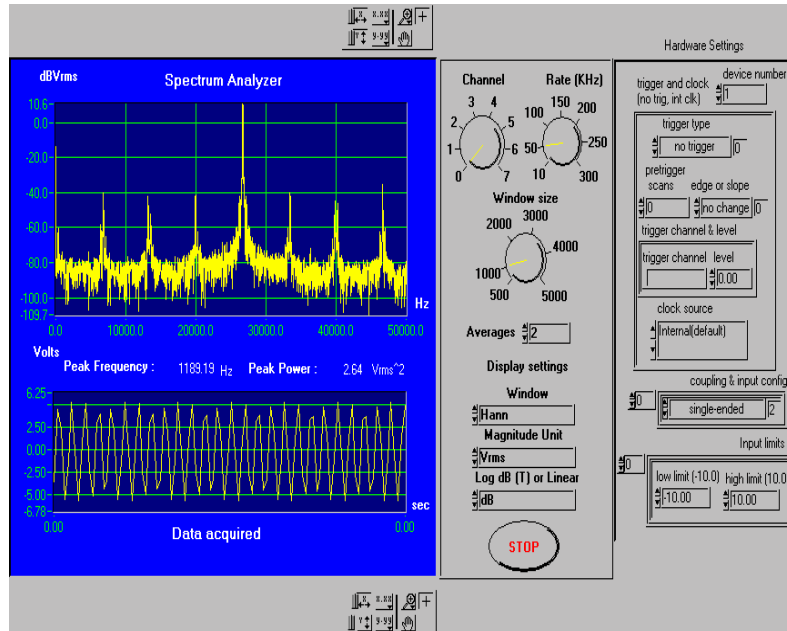 dBVrms
Spectrum Analyzer
10.6
0.0
-20.0
-40.0
-60.0
-80.0
-100.0
-109.7
Hz
0.0 10000.0 20000.0 30000.0 40000.0 50000.0
Volts
Peak Frequency : 1189.19 Hz Peak Power : 2.64 Vrms^2
6.25
2.50
0.00
-2.50
-5.00
-6.78
sec
0.00 0.00
Data acquired
Channel
0 1 2 3 4 5 6 7
Rate (KHz)
10 50 100 150 200 250 300
Window size
500 1000 2000 3000 4000 5000
Averages 2
Display settings
Window
Hann
Magnitude Unit
Vrms
Log dB (T) or Linear
dB
STOP
Hardware Settings
device number
trigger and clock
(no trig, int clk)
1
trigger type
no trigger 0
pretrigger
scans edge or slope
0 no change 0
trigger channel & level
trigger channel level
0.00
clock source
Internal(default)
coupling & input config
0 single-ended 2
Input limits
0
low limit (-10.0) high limit (10.0
-10.00 10.00